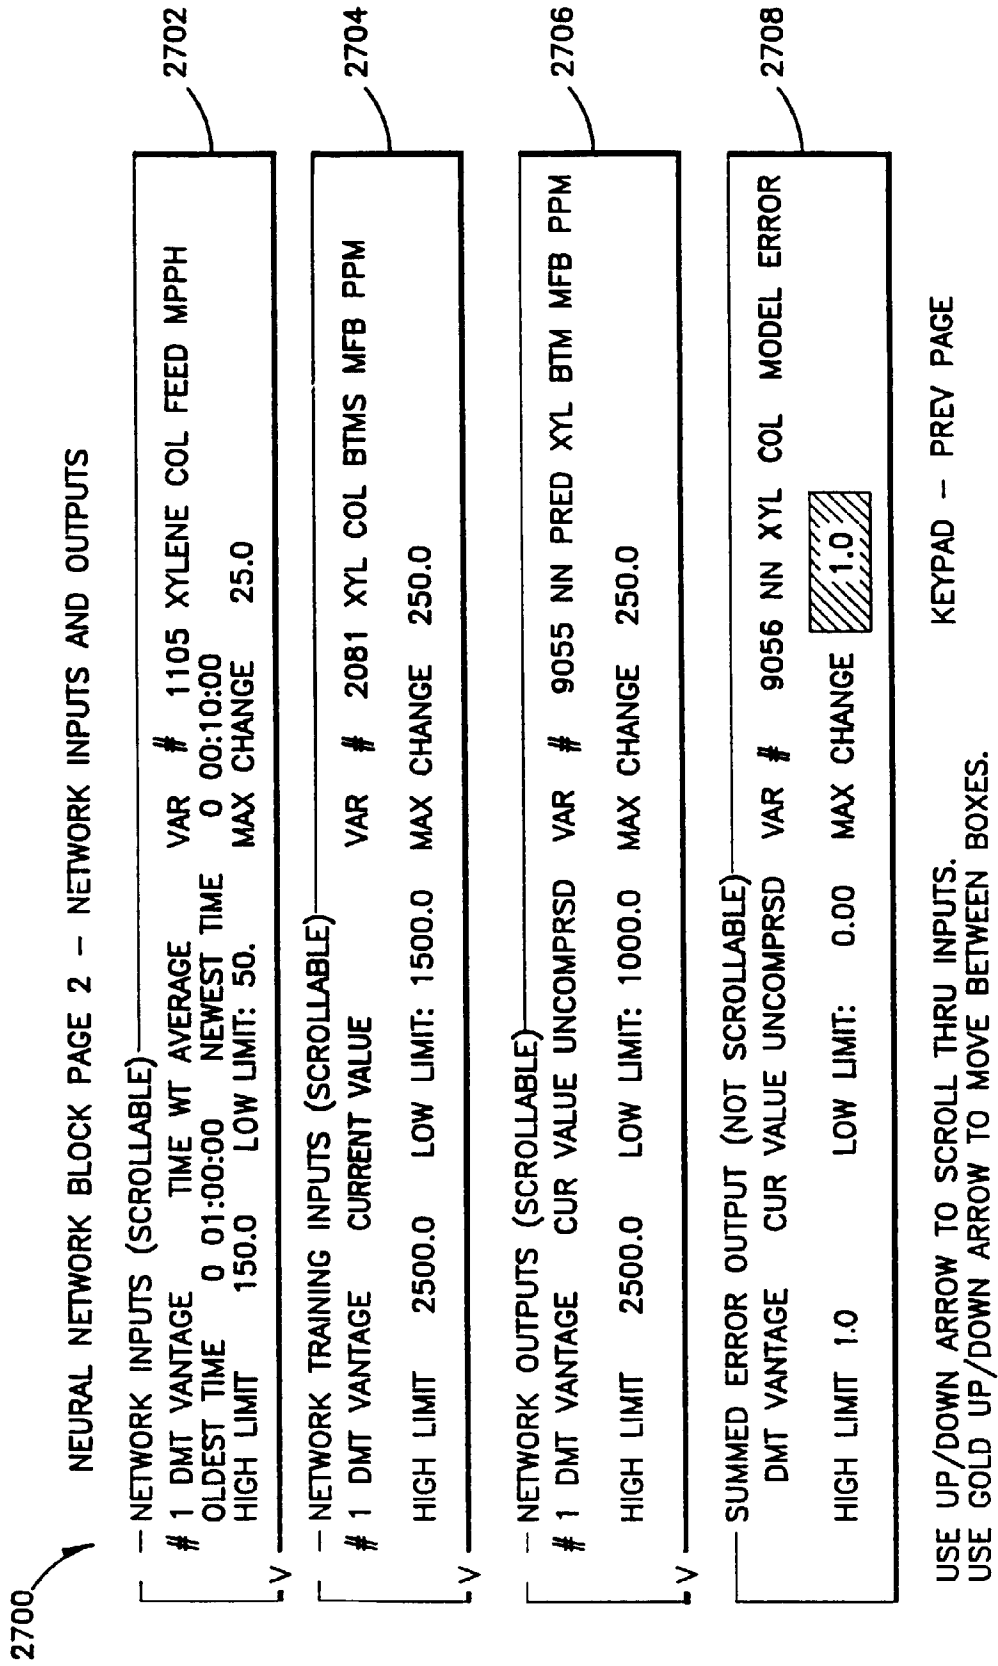 2700
NEURAL NETWORK BLOCK PAGE 2 — NETWORK INPUTS AND OUTPUTS
NETWORK INPUTS (SCROLLABLE)
2702
# 1 DMT VANTAGE TIME WT AVERAGE VAR # 1105 XYLENE COL FEED MPPH
OLDEST TIME 0 01:00:00 NEWEST TIME 0 00:10:00
HIGH LIMIT 150.0 LOW LIMIT: 50. MAX CHANGE 25.0
V
NETWORK TRAINING INPUTS (SCROLLABLE)
2704
# 1 DMT VANTAGE CURRENT VALUE VAR # 2081 XYL COL BTMS MFB PPM
HIGH LIMIT 2500.0 LOW LIMIT: 1500.0 MAX CHANGE 250.0
V
NETWORK OUTPUTS (SCROLLABLE)
2706
# 1 DMT VANTAGE CUR VALUE UNCOMPRSD VAR # 9055 NN PRED XYL BTM MFB PPM
HIGH LIMIT 2500.0 LOW LIMIT: 1000.0 MAX CHANGE 250.0
V
SUMMED ERROR OUTPUT (NOT SCROLLABLE)
2708
DMT VANTAGE CUR VALUE UNCOMPRSD VAR # 9056 NN XYL COL MODEL ERROR
HIGH LIMIT 1.0 LOW LIMIT: 0.00 MAX CHANGE 1.0
USE UP/DOWN ARROW TO SCROLL THRU INPUTS. KEYPAD — PREV PAGE
USE GOLD UP/DOWN ARROW TO MOVE BETWEEN BOXES.